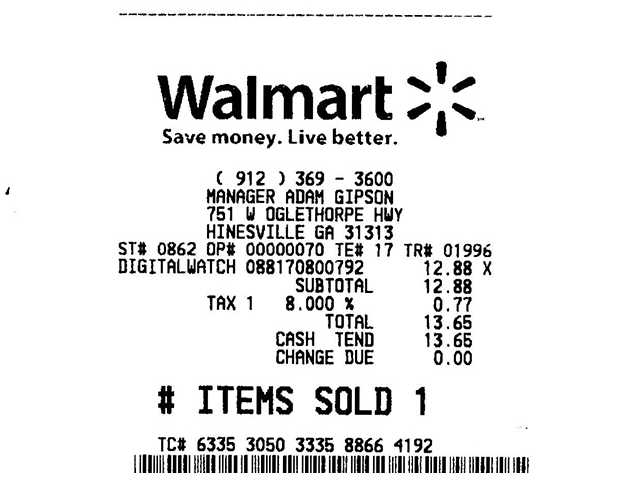 Walmart
Save money. Live better.
( 912 ) 369 - 3600
MANAGER ADAM GIPSON
751 W OGLETHORPE HWY
HINESVILLE GA 31313
ST# 0862 OP# 00000070 TE# 17 TR# 01996
DIGITALWATCH 088170800792 12.88 X
SUBTOTAL 12.88
TAX 1 8.000 % 0.77
TOTAL 13.65
CASH TEND 13.65
CHANGE DUE 0.00
# ITEMS SOLD 1
TC# 6335 3050 3335 8866 4192